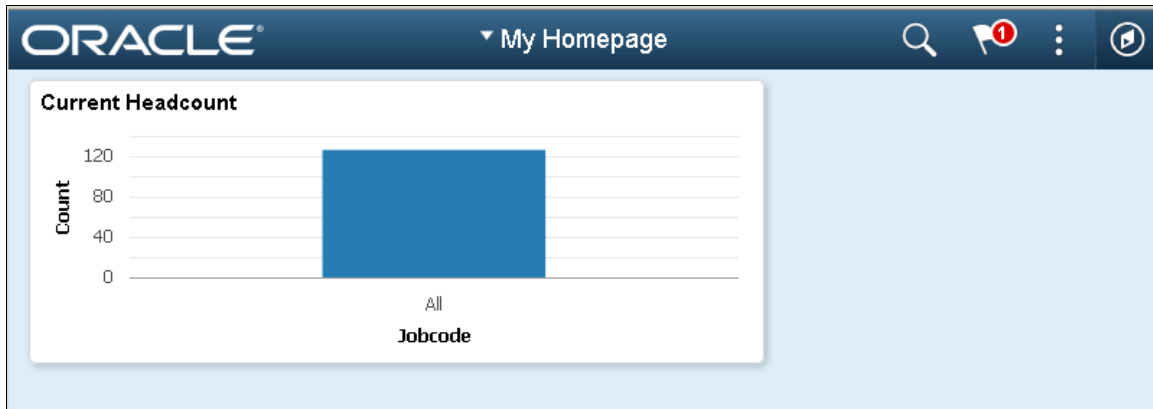 ORACLE®
My Homepage
1
Current Headcount
120
80
40
0
Count
All
Jobcode